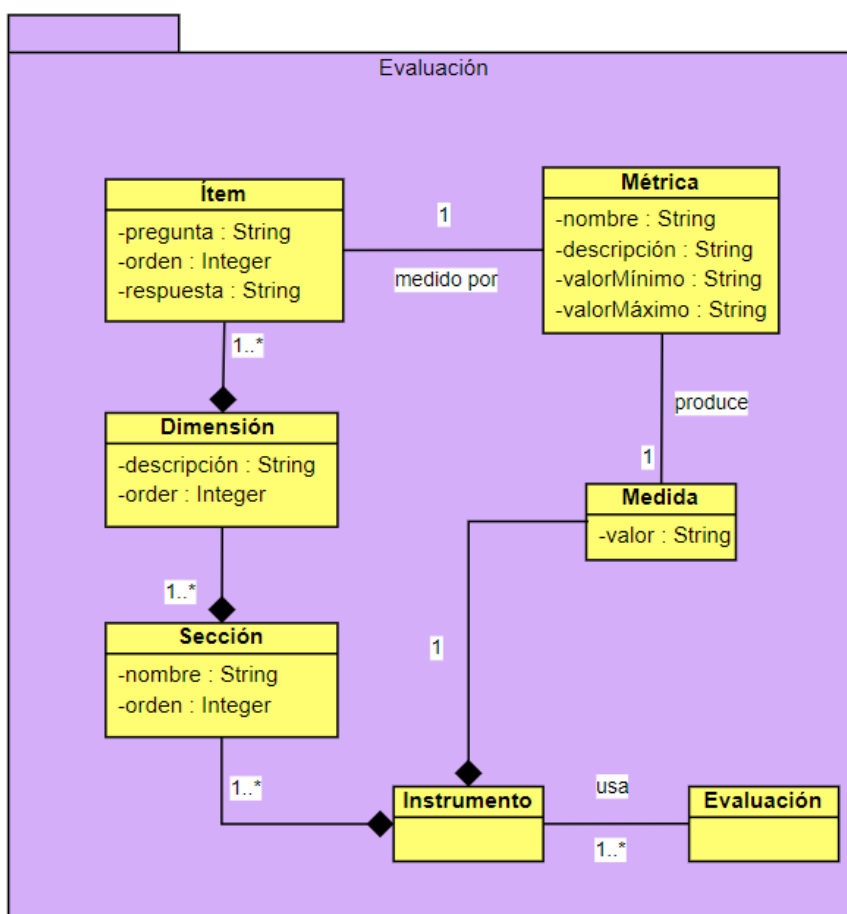 Evaluación
Ítem
-pregunta : String
-orden : Integer
-respuesta : String
1
medido por
Métrica
-nombre : String
-descripción : String
-valorMínimo : String
-valorMáximo : String
1..*
produce
1
Dimensión
-descripción : String
-order : Integer
Medida
-valor : String
1..*
Sección
-nombre : String
-orden : Integer
1
1..*
Instrumento
usa
1..*
Evaluación